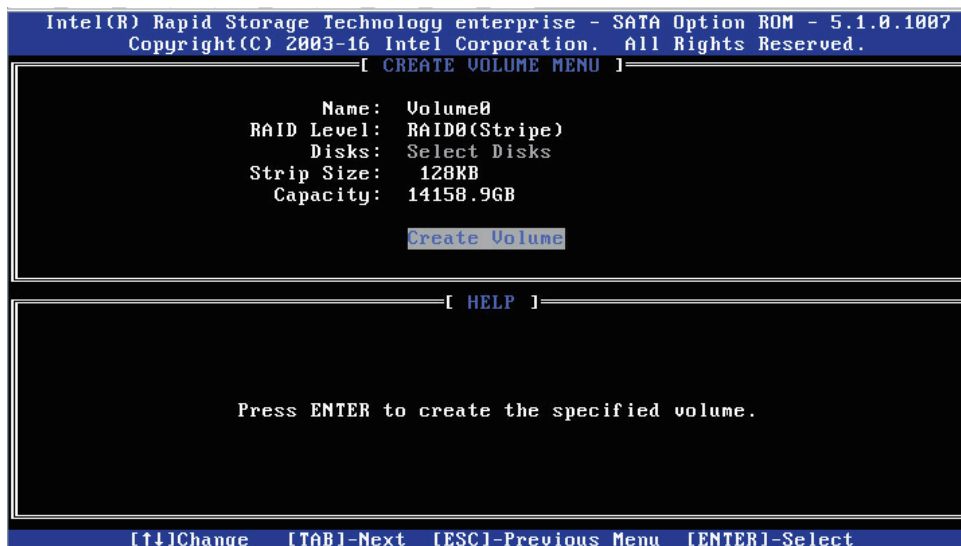 Intel(R) Rapid Storage Technology enterprise - SATA Option ROM - 5.1.0.1007
Copyright(C) 2003-16 Intel Corporation. All Rights Reserved.
[ CREATE VOLUME MENU ]
Name: Volume0
RAID Level: RAID0(Stripe)
Disks: Select Disks
Strip Size: 128KB
Capacity: 14158.9GB
Create Volume
[ HELP ]
Press ENTER to create the specified volume.
[↑↓]Change [TAB]-Next [ESC]-Previous Menu [ENTER]-Select